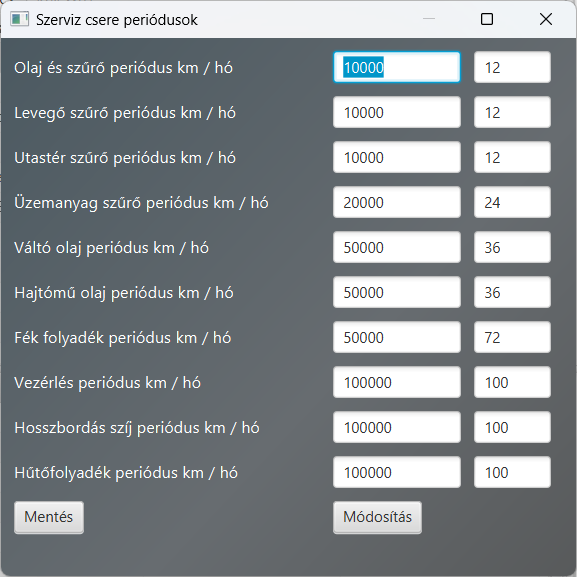 Szerviz csere periódusok
Olaj és szűrő periódus km / hó 10000 12
Levegő szűrő periódus km / hó 10000 12
Utastér szűrő periódus km / hó 10000 12
Üzemanyag szűrő periódus km / hó 20000 24
Váltó olaj periódus km / hó 50000 36
Hajtómű olaj periódus km / hó 50000 36
Fék folyadék periódus km / hó 50000 72
Vezérlés periódus km / hó 100000 100
Hosszbordás szíj periódus km / hó 100000 100
Hűtőfolyadék periódus km / hó 100000 100
Mentés Módosítás